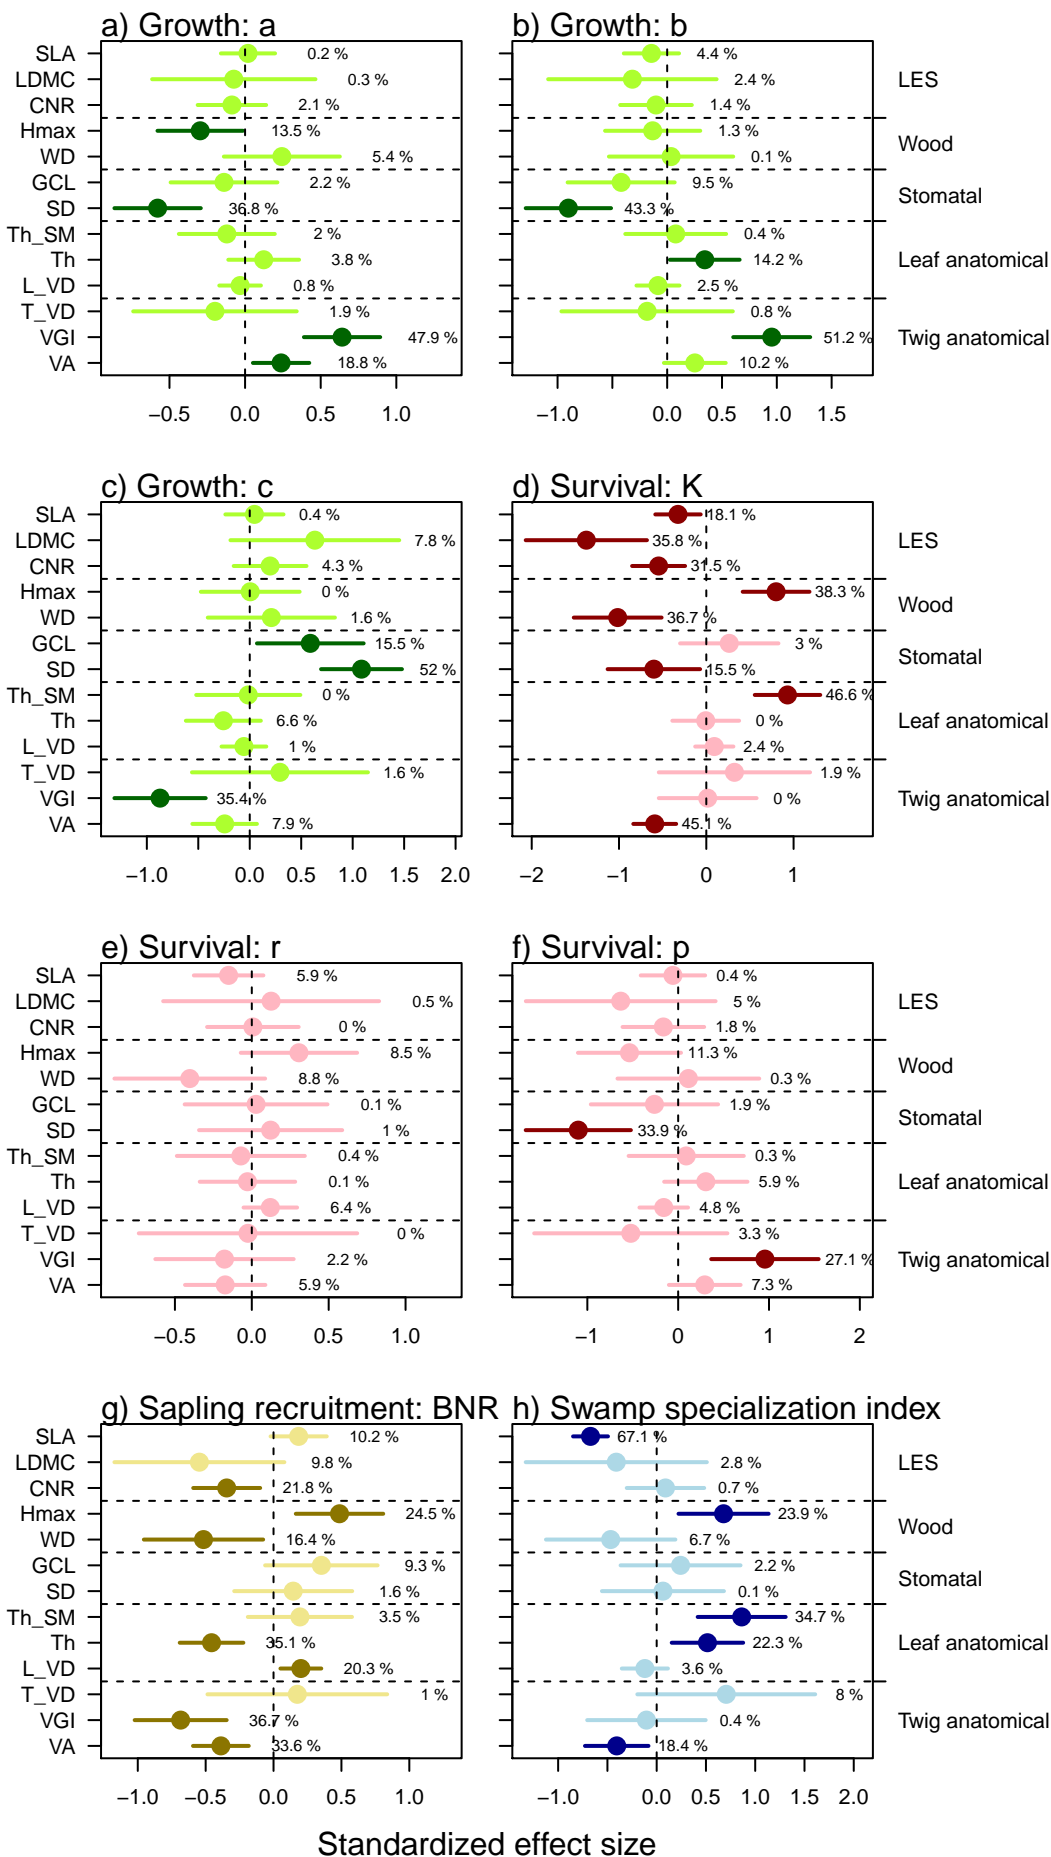 a) Growth: a
b) Growth: b
SLA 0.2 % 4.4 %
LDMC 0.3 % 2.4 % LES
CNR 2.1 % 1.4 %
Hmax 13.5 % 1.3 % Wood
WD 5.4 % 0.1 %
GCL 2.2 % 9.5 % Stomatal
SD 36.8 % 43.3 %
Th_SM 2 % 0.4 %
Th 3.8 % 14.2 % Leaf anatomical
L_VD 0.8 % 2.5 %
T_VD 1.9 % 0.8 %
VGI 47.9 % 51.2 % Twig anatomical
VA 18.8 % 10.2 %
−0.5 0.0 0.5 1.0 −1.0 0.0 0.5 1.0 1.5
c) Growth: c
d) Survival: K
SLA 0.4 % 18.1 %
LDMC 7.8 % 35.8 % LES
CNR 4.3 % 31.5 %
Hmax 0 % 38.3 % Wood
WD 1.6 % 36.7 %
GCL 15.5 % 3 % Stomatal
SD 52 % 15.5 %
Th_SM 0 % 46.6 %
Th 6.6 % 0 % Leaf anatomical
L_VD 1 % 2.4 %
T_VD 1.6 % 1.9 %
VGI 35.4 % 0 % Twig anatomical
VA 7.9 % 45.1 %
−1.0 0.0 0.5 1.0 1.5 2.0 −2 −1 0 1
e) Survival: r
f) Survival: p
SLA 5.9 % 0.4 %
LDMC 0.5 % 5 % LES
CNR 0 % 1.8 %
Hmax 8.5 % 11.3 % Wood
WD 8.8 % 0.3 %
GCL 0.1 % 1.9 % Stomatal
SD 1 % 33.9 %
Th_SM 0.4 % 0.3 %
Th 0.1 % 5.9 % Leaf anatomical
L_VD 6.4 % 4.8 %
T_VD 0 % 3.3 %
VGI 2.2 % 27.1 % Twig anatomical
VA 5.9 % 7.3 %
−0.5 0.0 0.5 1.0 −1 0 1 2
g) Sapling recruitment: BNR
h) Swamp specialization index
SLA 10.2 % 67.1 %
LDMC 9.8 % 2.8 % LES
CNR 21.8 % 0.7 %
Hmax 24.5 % 23.9 % Wood
WD 16.4 % 6.7 %
GCL 9.3 % 2.2 % Stomatal
SD 1.6 % 0.1 %
Th_SM 3.5 % 34.7 %
Th 35.1 % 22.3 % Leaf anatomical
L_VD 20.3 % 3.6 %
T_VD 1 % 8 %
VGI 36.7 % 0.4 % Twig anatomical
VA 33.6 % 18.4 %
−1.0 −0.5 0.0 0.5 1.0 −1.0 0.0 0.5 1.0 1.5 2.0
Standardized effect size